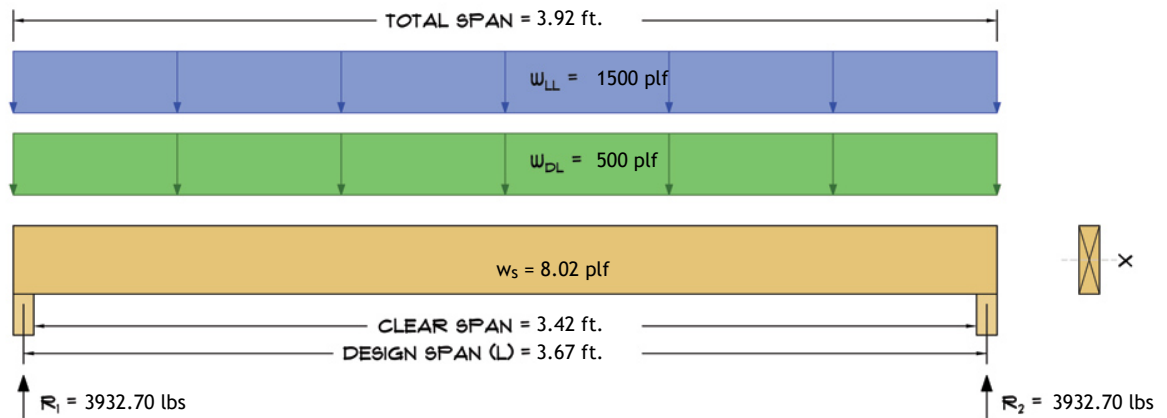 TOTAL SPAN = 3.92 ft.
WLL = 1500 plf
WDL = 500 plf
ws = 8.02 plf
X
CLEAR SPAN = 3.42 ft.
DESIGN SPAN (L) = 3.67 ft.
R1 = 3932.70 lbs
R2 = 3932.70 lbs